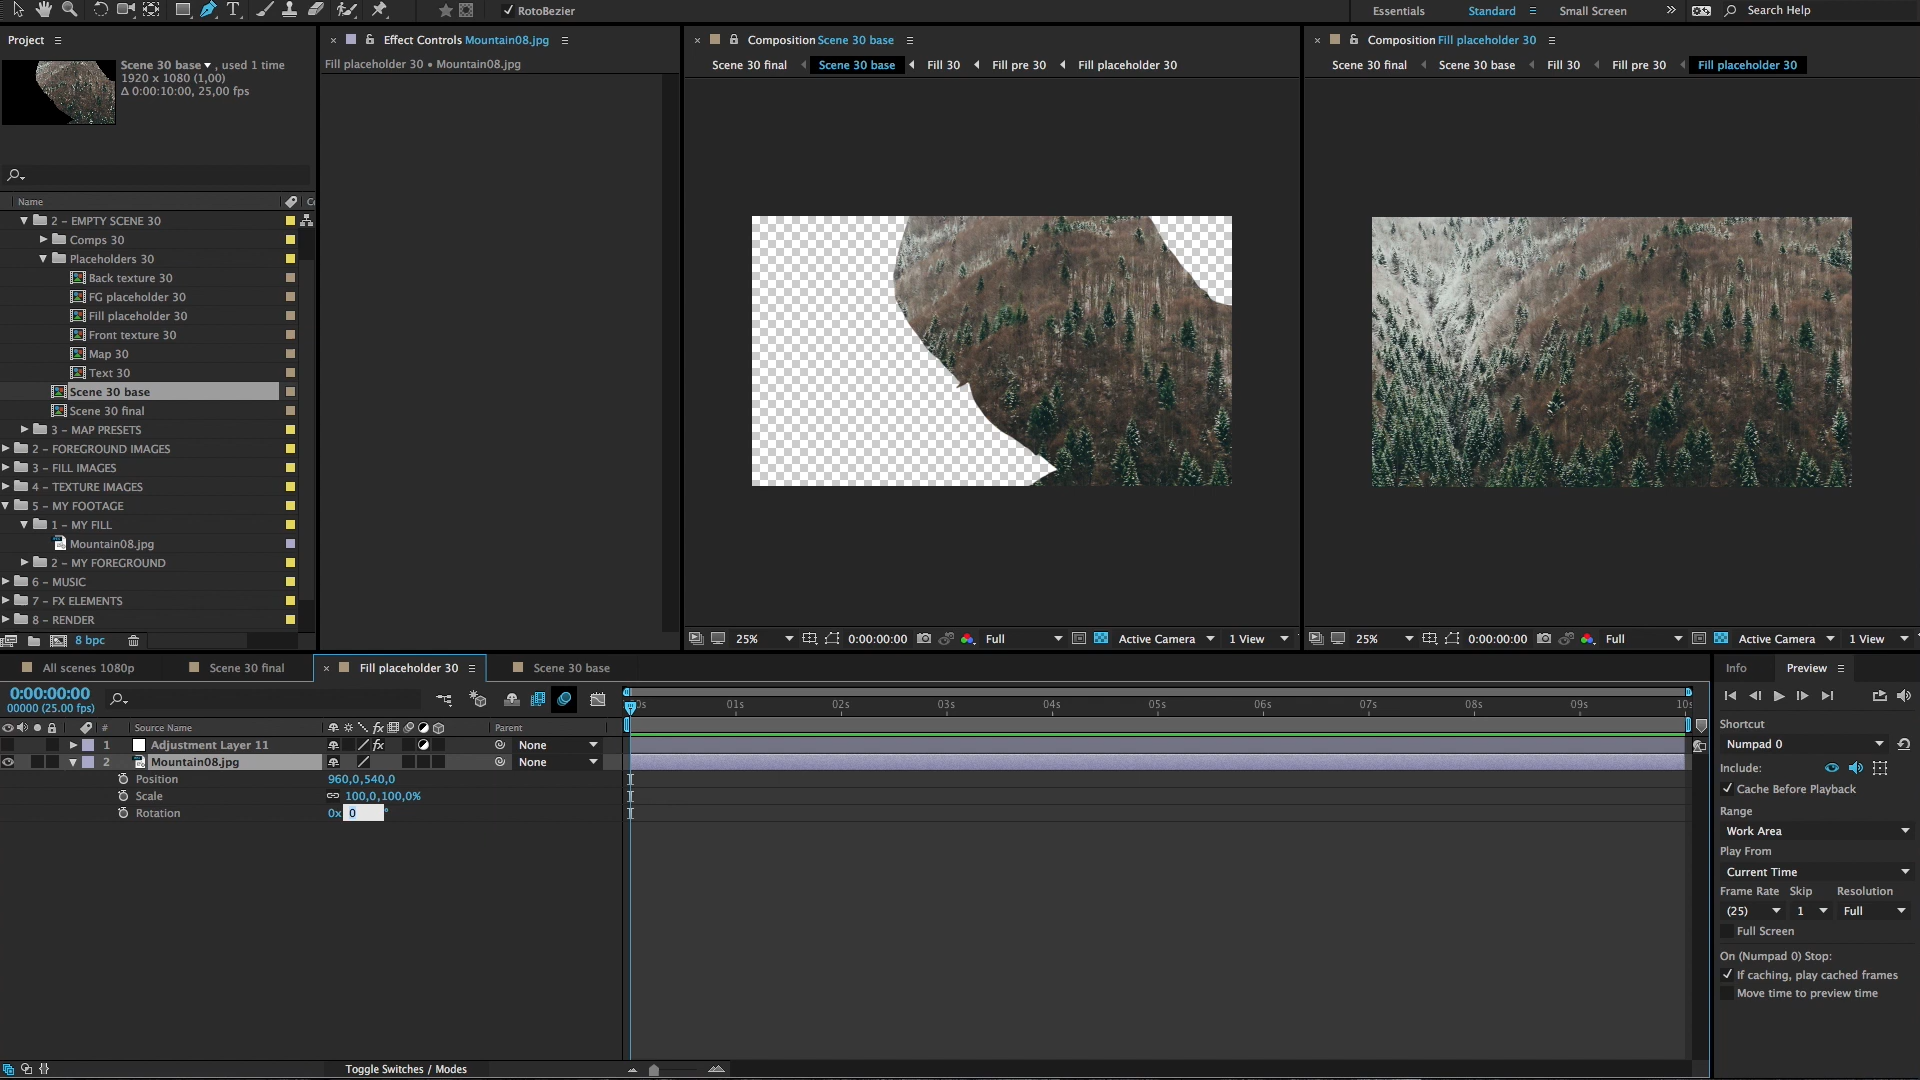 RotoBezier
Essentials
Standard
Small Screen
Search Help
Project
Effect Controls Mountain08.jpg
Composition Scene 30 base
Composition Fill placeholder 30
Scene 30 base , used 1 time
1920 x 1080 (1,00)
Δ 0:00:10:00, 25,00 fps
Fill placeholder 30 • Mountain08.jpg
Scene 30 final
Scene 30 base
Fill 30
Fill pre 30
Fill placeholder 30
Scene 30 final
Scene 30 base
Fill 30
Fill pre 30
Fill placeholder 30
Name
2 – EMPTY SCENE 30
Comps 30
Placeholders 30
Back texture 30
FG placeholder 30
Fill placeholder 30
Front texture 30
Map 30
Text 30
Scene 30 base
Scene 30 final
3 – MAP PRESETS
2 – FOREGROUND IMAGES
3 – FILL IMAGES
4 – TEXTURE IMAGES
5 – MY FOOTAGE
1 – MY FILL
Mountain08.jpg
2 – MY FOREGROUND
6 – MUSIC
7 – FX ELEMENTS
8 – RENDER
8 bpc
25%
0:00:00:00
Full
Active Camera
1 View
25%
0:00:00:00
Full
Active Camera
1 View
All scenes 1080p
Scene 30 final
Fill placeholder 30
Scene 30 base
0:00:00:00
00000 (25.00 fps)
01s
02s
03s
04s
05s
06s
07s
08s
09s
# Source Name
Parent
1 Adjustment Layer 11
None
2 Mountain08.jpg
None
Position
960,0,540,0
Scale
100,0,100,0%
Rotation
0x 0 °
Toggle Switches / Modes
Info
Preview
Shortcut
Numpad 0
Include:
Cache Before Playback
Range
Work Area
Play From
Current Time
Frame Rate Skip Resolution
(25) 1 Full
Full Screen
On (Numpad 0) Stop:
If caching, play cached frames
Move time to preview time